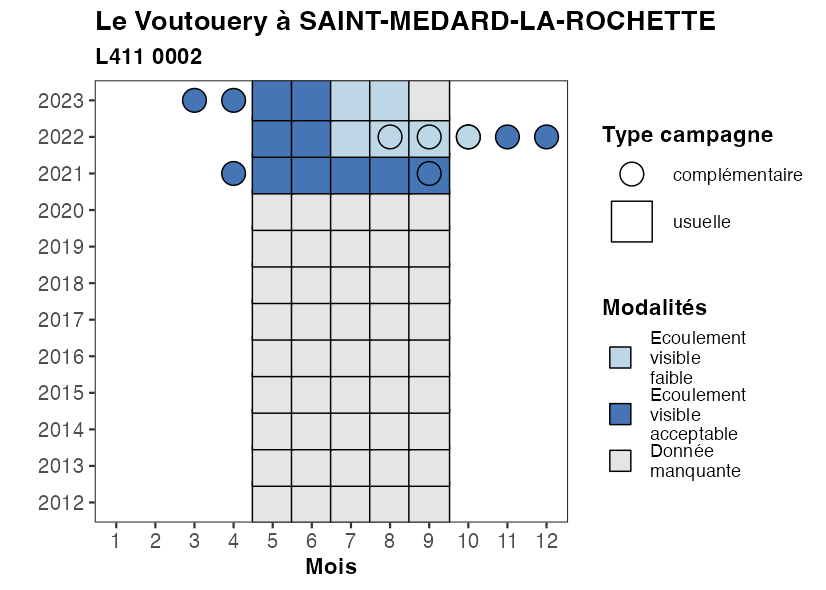 Le Voutouery à SAINT-MEDARD-LA-ROCHETTE
L411 0002
2023
2022
2021
2020
2019
2018
2017
2016
2015
2014
2013
2012
1 2 3 4 5 6 7 8 9 10 11 12
Mois
Type campagne
complémentaire
usuelle
Modalités
Ecoulement
visible
faible
Ecoulement
visible
acceptable
Donnée
manquante